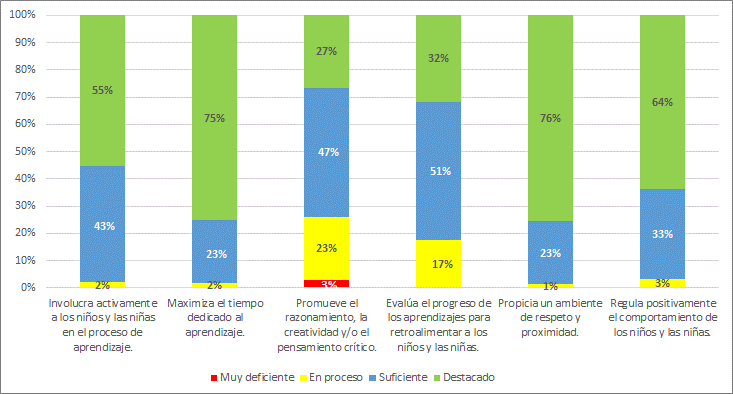 100%
90%
80%
70%
60%
50%
40%
30%
20%
10%
0%
55%
43%
2%
75%
23%
2%
27%
47%
23%
3%
32%
51%
17%
76%
23%
1%
64%
33%
3%
Involucra activamente
a los niños y las niñas
en el proceso de
aprendizaje.
Maximiza el tiempo
dedicado al
aprendizaje.
Promueve el
razonamiento, la
creatividad y/o el
pensamiento crítico.
Evalúa el progreso de
los aprendizajes para
retroalimentar a los
niños y las niñas.
Propicia un ambiente
de respeto y
proximidad.
Regula positivamente
el comportamiento de
los niños y las niñas.
Muy deficiente
En proceso
Suficiente
Destacado